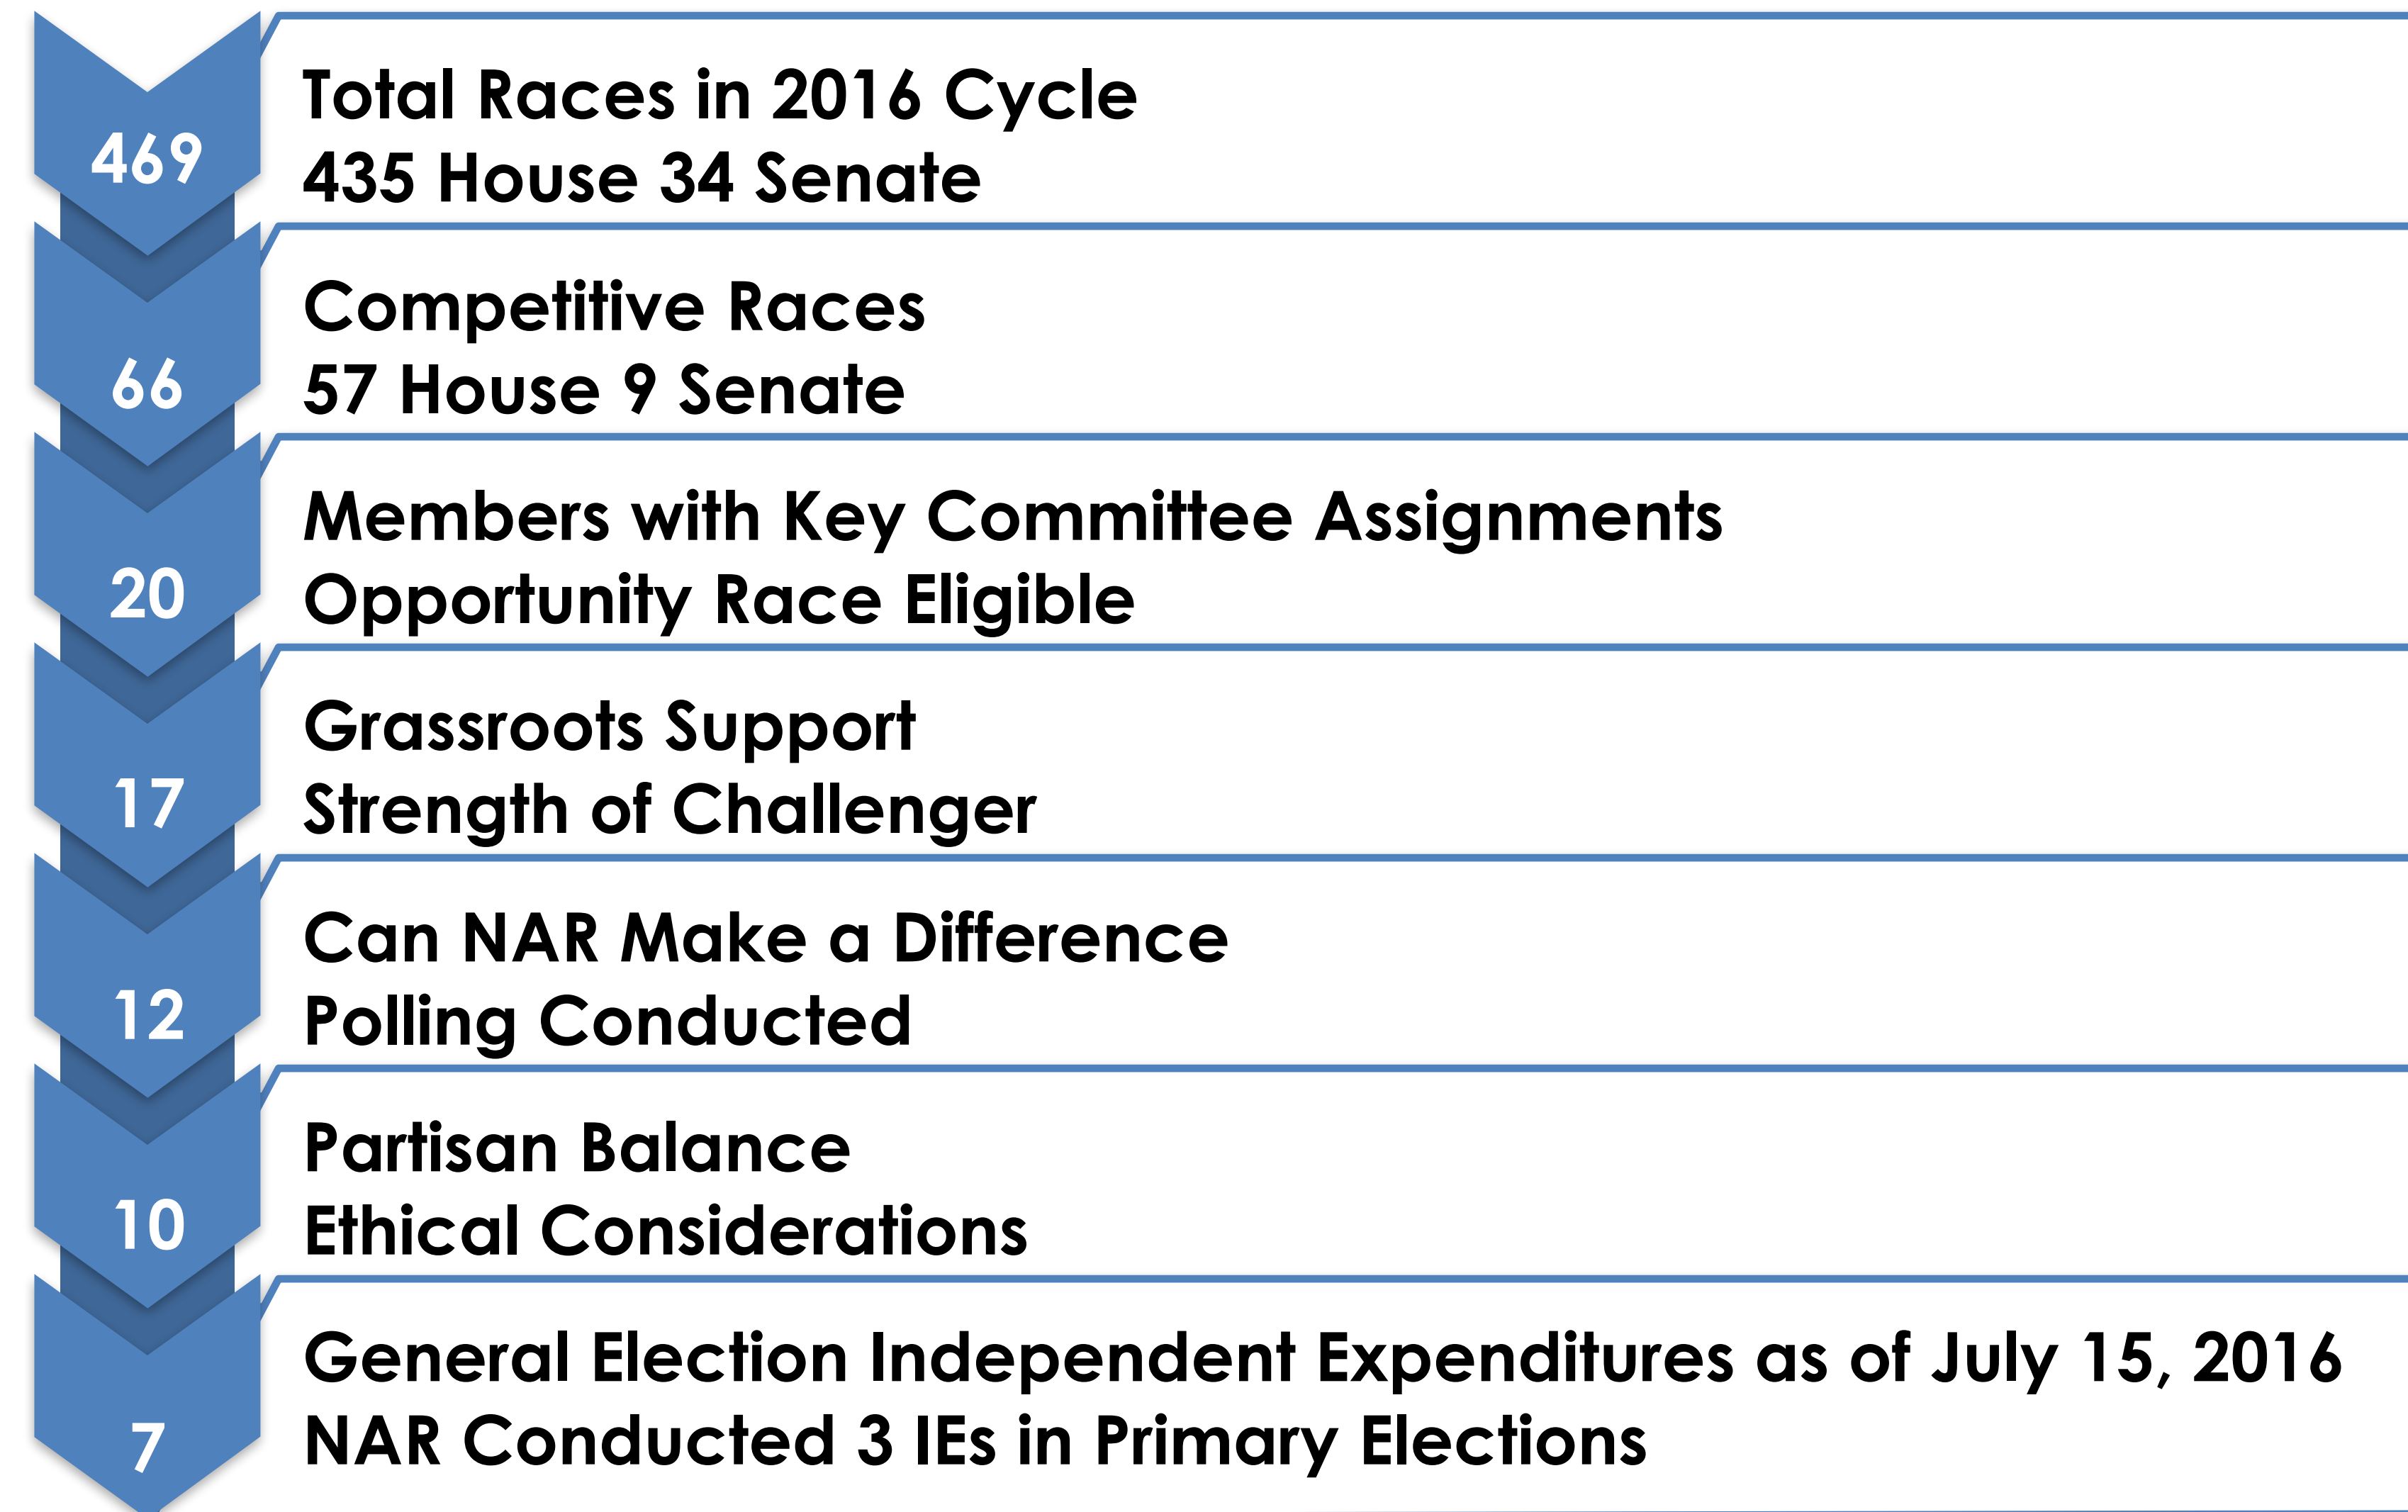 469
Total Races in 2016 Cycle
435 House 34 Senate
66
Competitive Races
57 House 9 Senate
20
Members with Key Committee Assignments
Opportunity Race Eligible
17
Grassroots Support
Strength of Challenger
12
Can NAR Make a Difference
Polling Conducted
10
Partisan Balance
Ethical Considerations
7
General Election Independent Expenditures as of July 15, 2016
NAR Conducted 3 IEs in Primary Elections